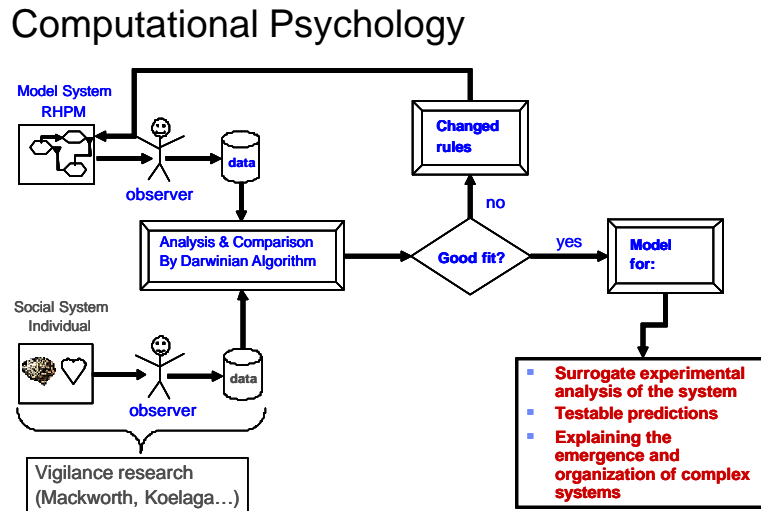 Computational Psychology
Model System
RHPM
observer
data
Changed
rules
no
Analysis & Comparison
By Darwinian Algorithm
Good fit?
yes
Model
for:
Social System
Individual
observer
data
Surrogate experimental
analysis of the system
Testable predictions
Explaining the
emergence and
organization of complex
systems
Vigilance research
(Mackworth, Koelaga…)